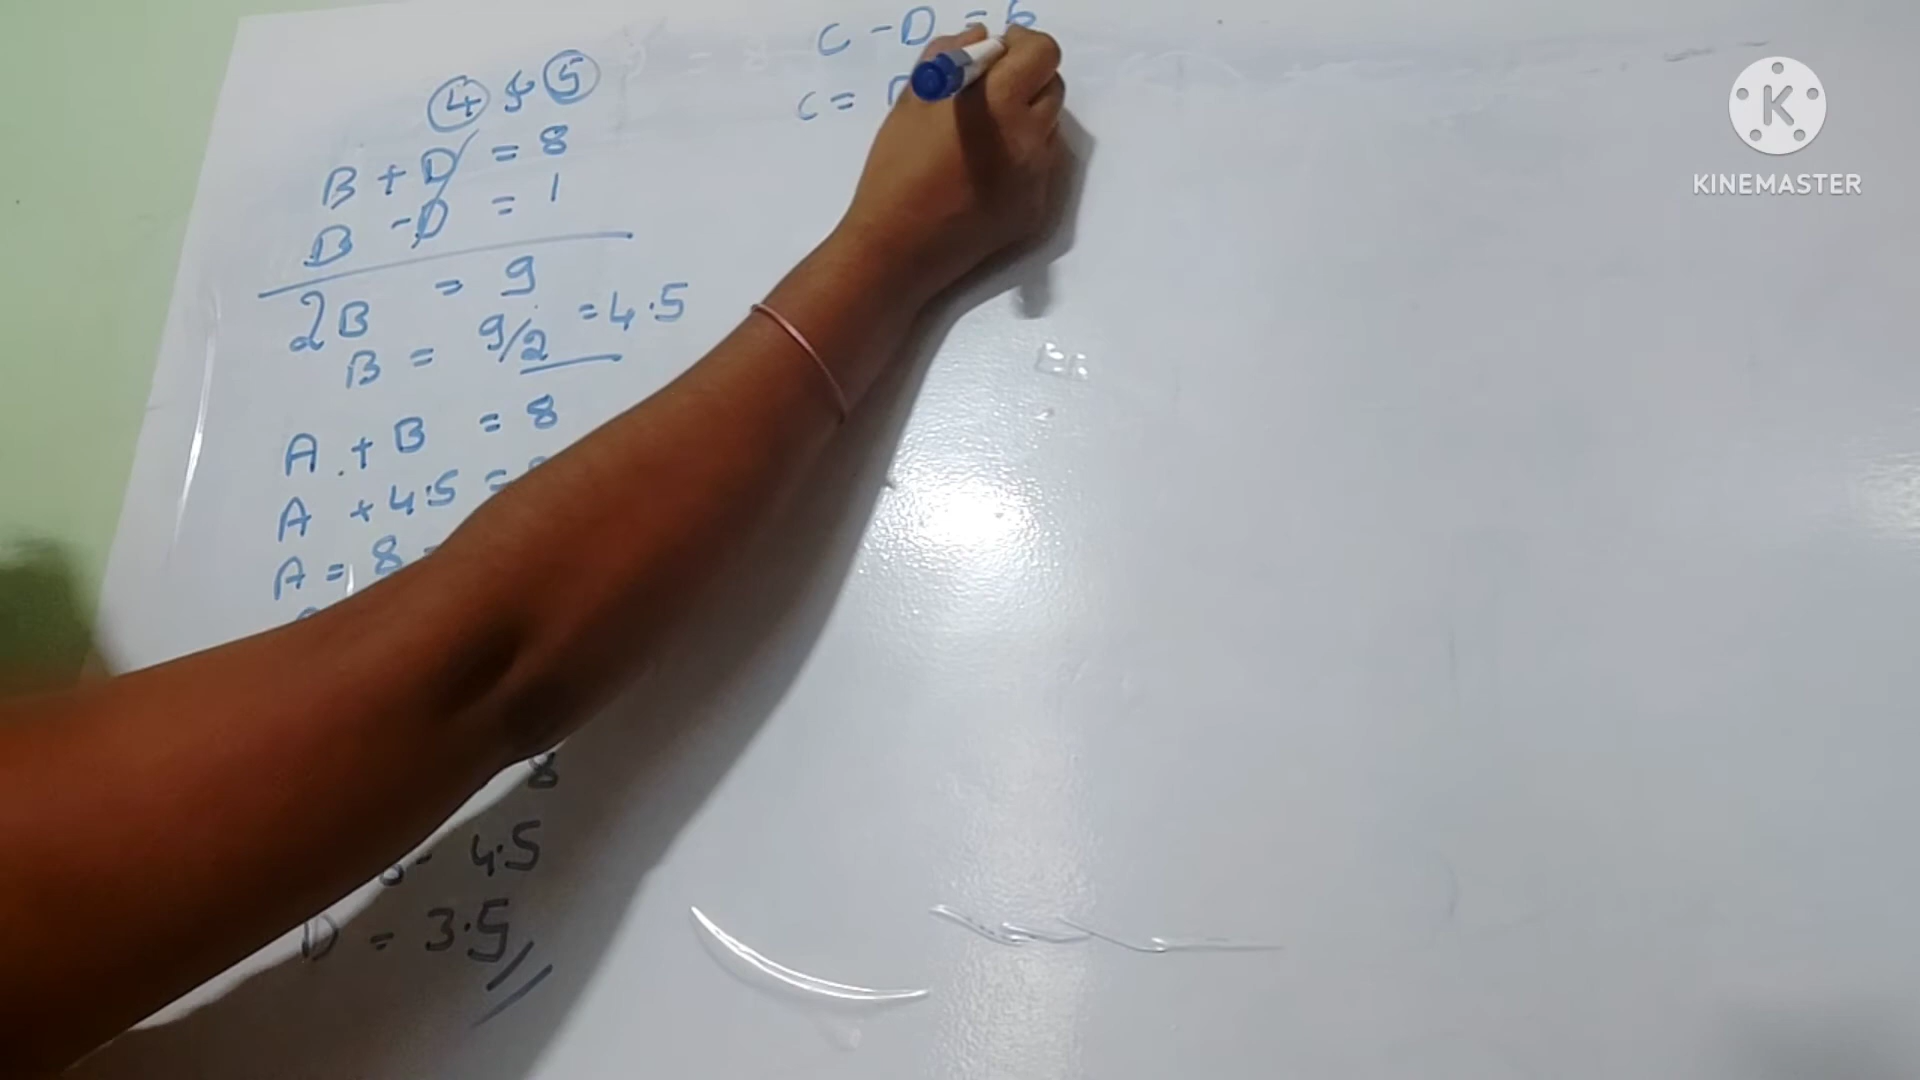 ④ & ⑤
B + D = 8
B - D = 1
2B = 9
B = 9/2 = 4.5
A + B = 8
A + 4.5 =
A = 8
8
4.5
D = 3.5
C - D = 6
C =
KINEMASTER